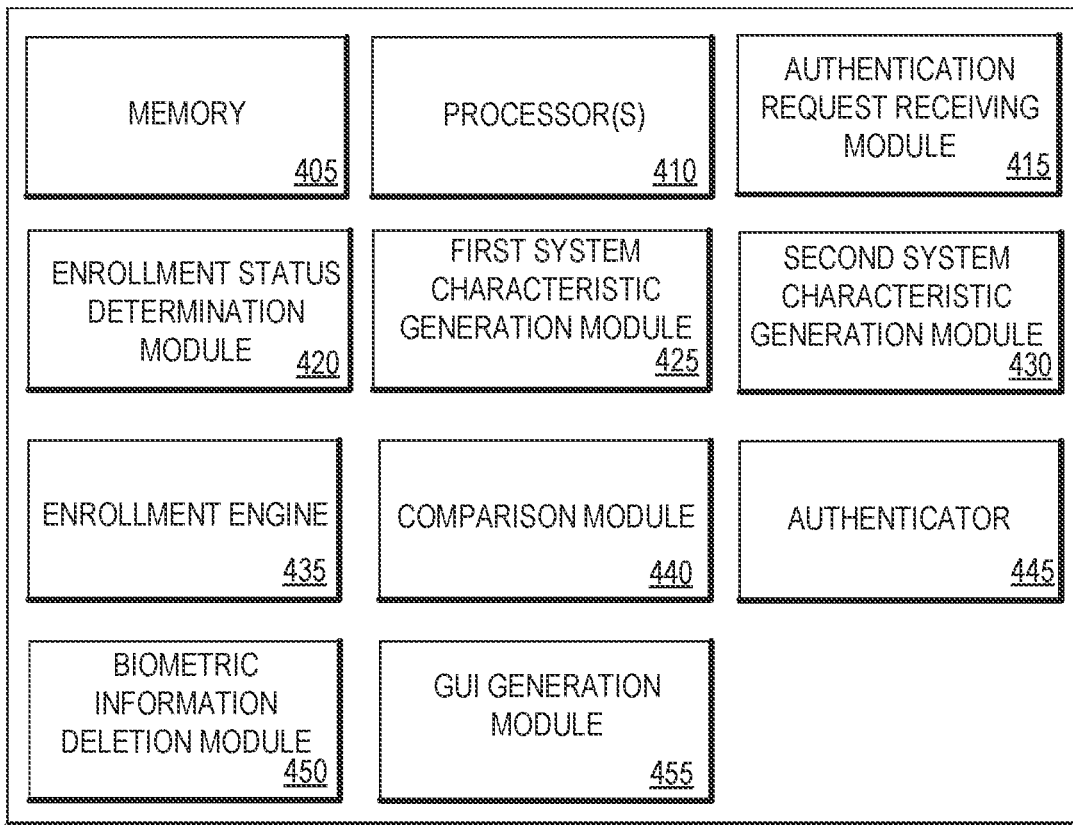 MEMORY
405
PROCESSOR(S)
410
AUTHENTICATION
REQUEST RECEIVING
MODULE
415
ENROLLMENT STATUS
DETERMINATION
MODULE
420
FIRST SYSTEM
CHARACTERISTIC
GENERATION MODULE
425
SECOND SYSTEM
CHARACTERISTIC
GENERATION MODULE
430
ENROLLMENT ENGINE
435
COMPARISON MODULE
440
AUTHENTICATOR
445
BIOMETRIC
INFORMATION
DELETION MODULE
450
GUI GENERATION
MODULE
455